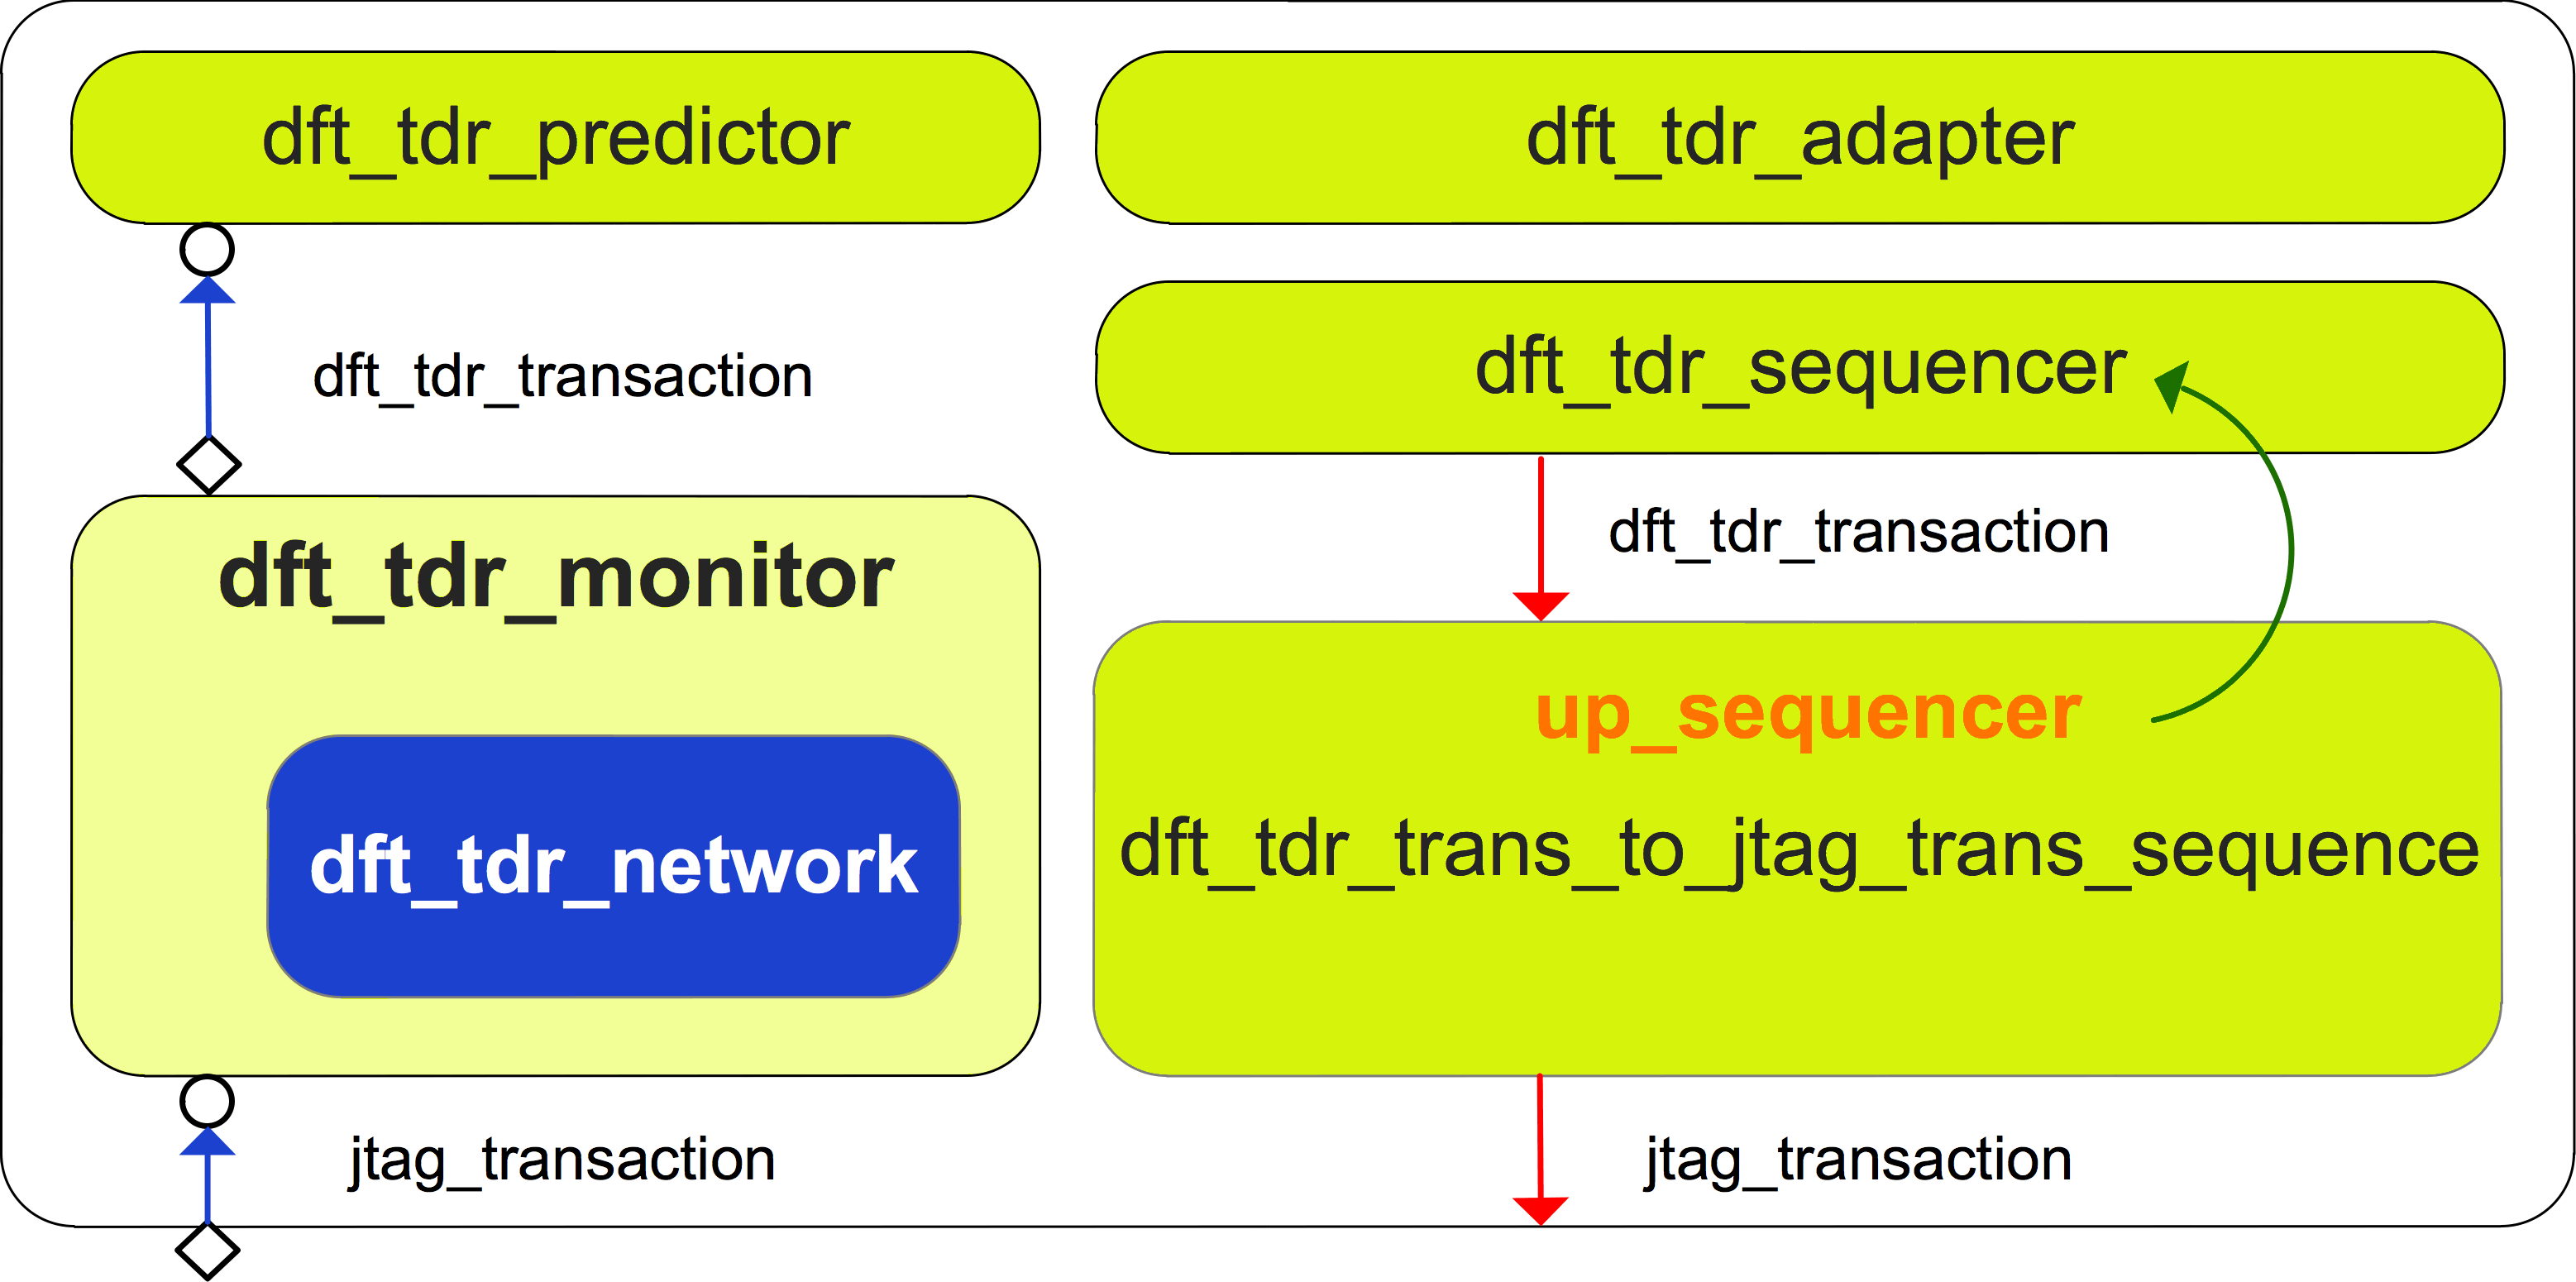 dft_tdr_predictor
dft_tdr_adapter
dft_tdr_sequencer
dft_tdr_transaction
dft_tdr_transaction
dft_tdr_monitor
up_sequencer
dft_tdr_network
dft_tdr_trans_to_jtag_trans_sequence
jtag_transaction
jtag_transaction